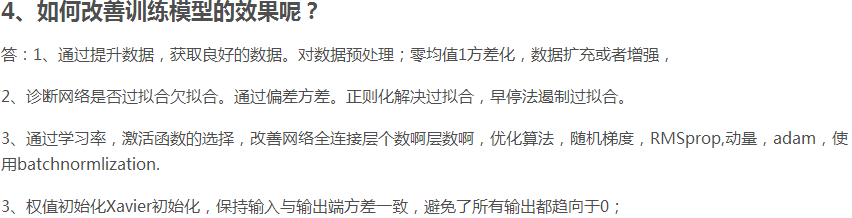 4、如何改善训练模型的效果呢？
答：1、通过提升数据，获取良好的数据。对数据预处理；零均值1方差化，数据扩充或者增强，
2、诊断网络是否过拟合欠拟合。通过偏差方差。正则化解决过拟合，早停法遏制过拟合。
3、通过学习率，激活函数的选择，改善网络全连接层个数啊层数啊，优化算法，随机梯度，RMSprop,动量，adam，使
用batchnormlization.
3、权值初始化Xavier初始化，保持输入与输出端方差一致，避免了所有输出都趋向于0；